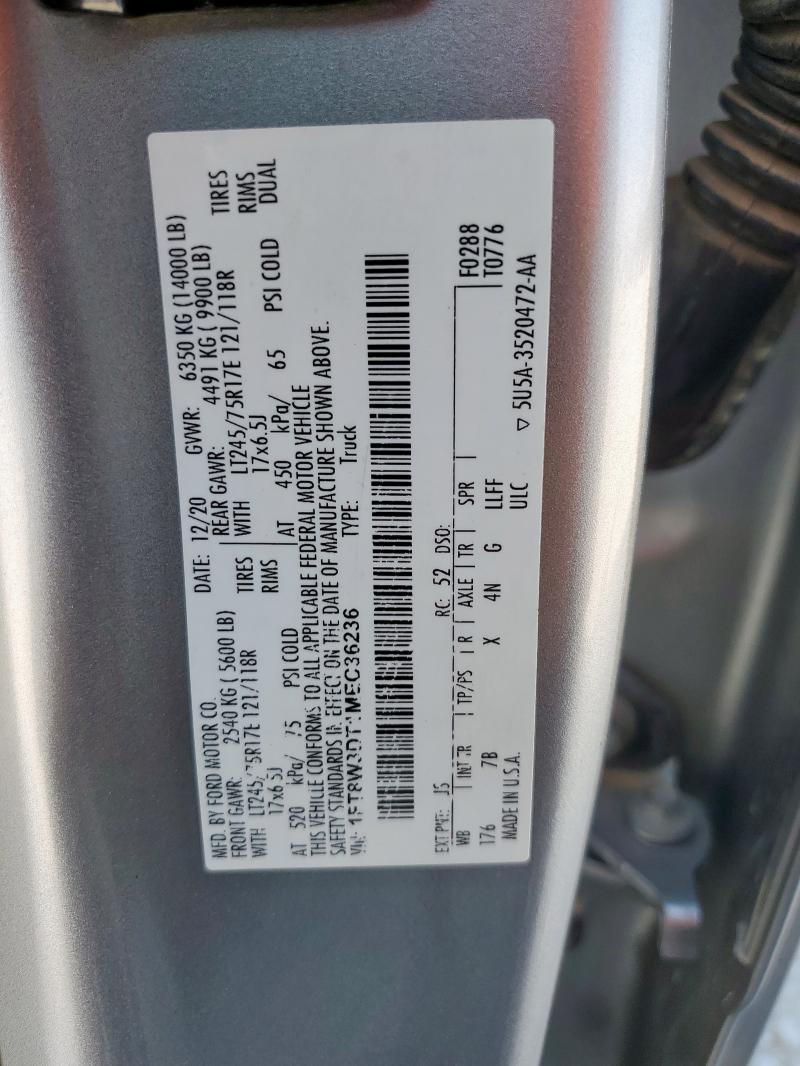 MFD. BY FORD MOTOR CO.
DATE: 12/20
GVWR: 6350 KG (14000 LB)
FRONT GAWR: 2540 KG ( 5600 LB)
REAR GAWR: 4491 KG ( 9900 LB)
WITH LT245/75R17E 121/118R TIRES
WITH LT245/75R17E 121/118R TIRES
17x6.5J RIMS
17x6.5J RIMS
AT 520 kPa/ 75 PSI COLD
AT 450 kPa/ 65 PSI COLD DUAL
THIS VEHICLE CONFORMS TO ALL APPLICABLE FEDERAL MOTOR VEHICLE
SAFETY STANDARDS IN EFFECT ON THE DATE OF MANUFACTURE SHOWN ABOVE.
VIN: 1FT8W3DT1MEC36236
TYPE: Truck
EXT PNT: J5 RC: 52 DSO:
F0288
WB INT TR TP/PS R AXLE TR SPR
T0776
176 7B X 4N G LLFF
MADE IN U.S.A. ULC
▽ 5U5A-3520472-AA